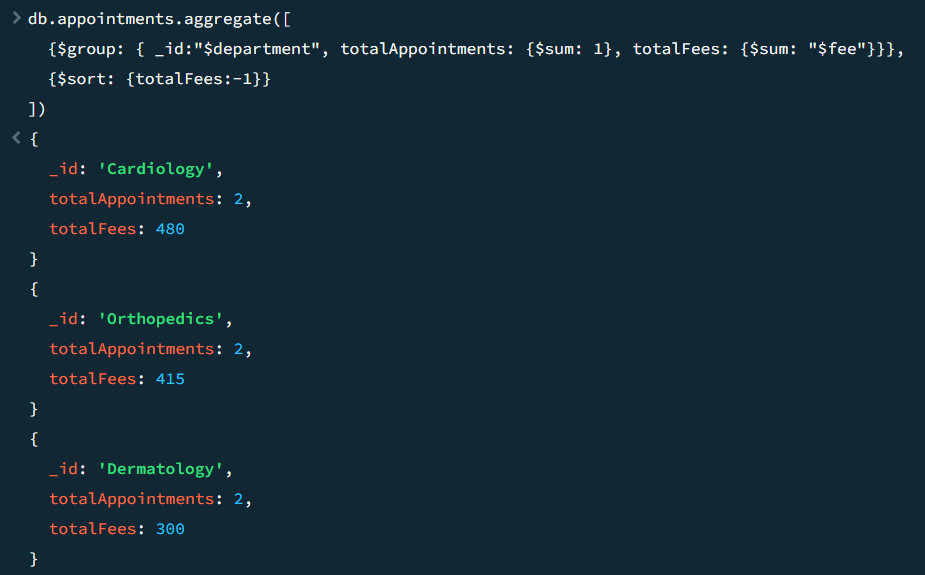 > db.appointments.aggregate([
{$group: { _id:"$department", totalAppointments: {$sum: 1}, totalFees: {$sum: "$fee"}}},
{$sort: {totalFees:-1}}
])
< {
_id: 'Cardiology',
totalAppointments: 2,
totalFees: 480
}
{
_id: 'Orthopedics',
totalAppointments: 2,
totalFees: 415
}
{
_id: 'Dermatology',
totalAppointments: 2,
totalFees: 300
}